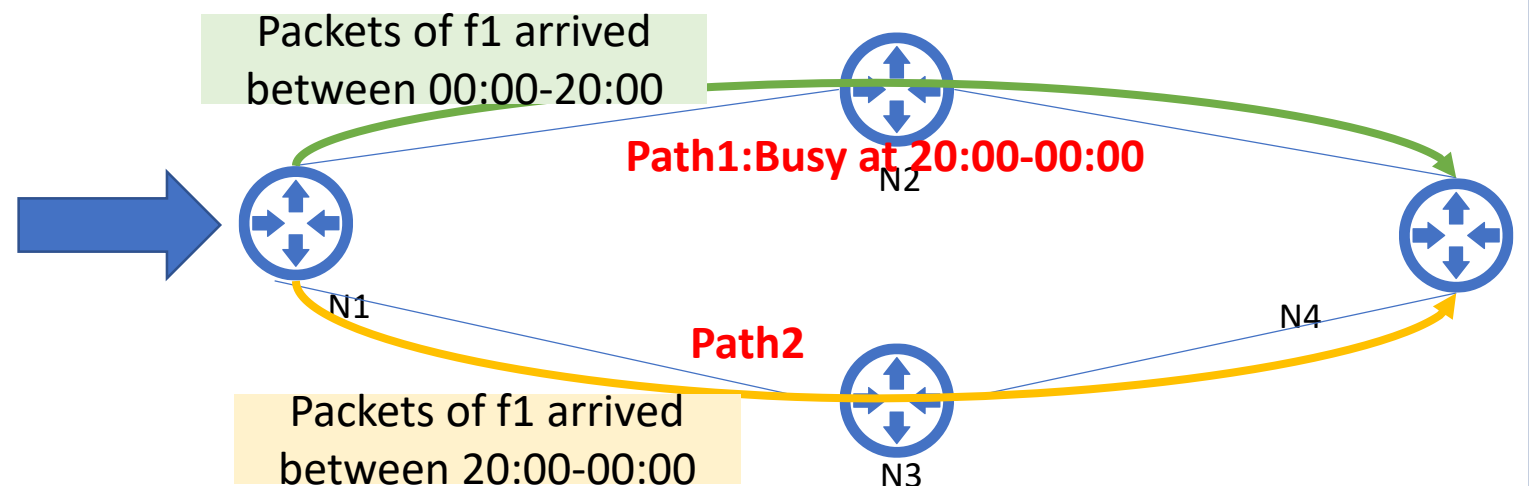 Packets of f1 arrived
between 00:00-20:00
Path1:Busy at 20:00-00:00
N2
N1
N4
Path2
Packets of f1 arrived
between 20:00-00:00
N3